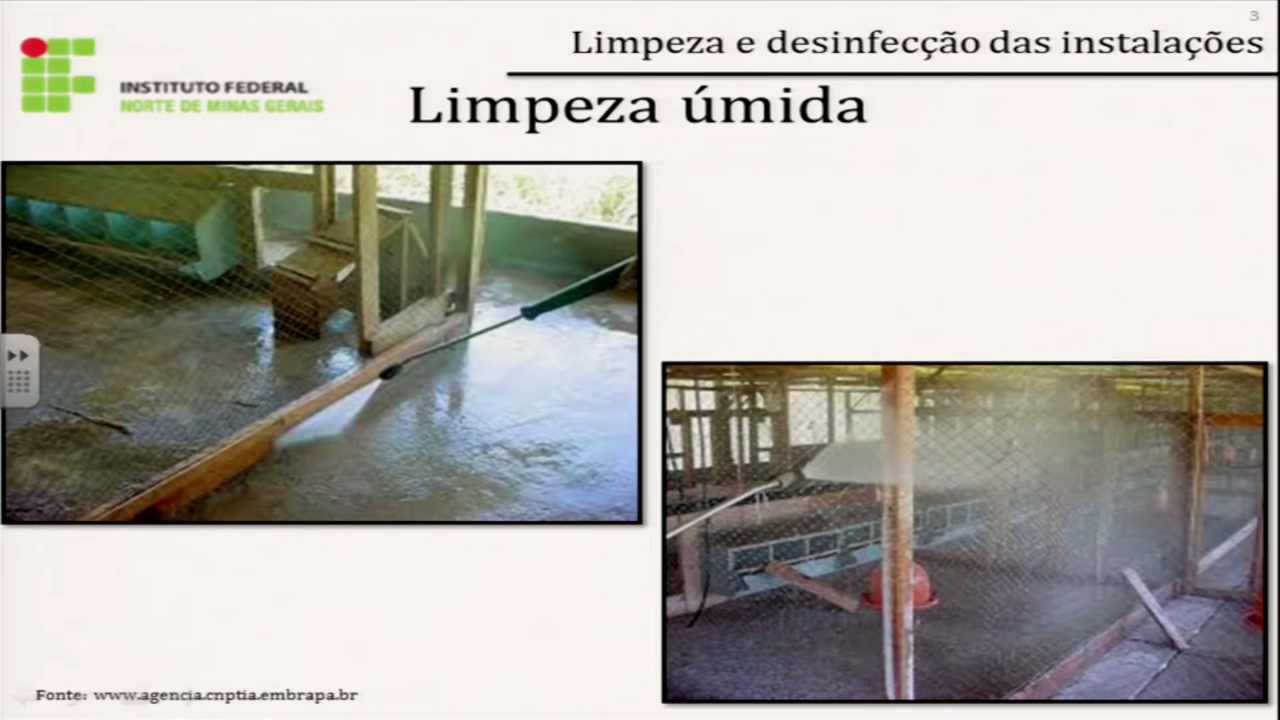 3
Limpeza e desinfecção das instalações
INSTITUTO FEDERAL
NORTE DE MINAS GERAIS
Limpeza úmida
Fonte: www.agencia.cnptia.embrapa.br